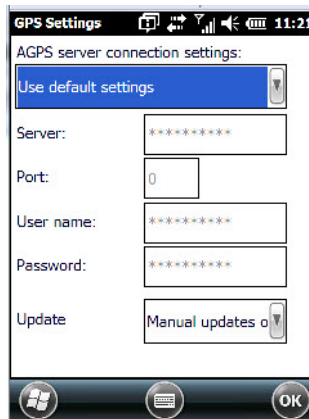 GPS Settings 11:21
AGPS server connection settings:
Use default settings
Server: **********
Port: 0
User name: **********
Password: **********
Update Manual updates o
OK